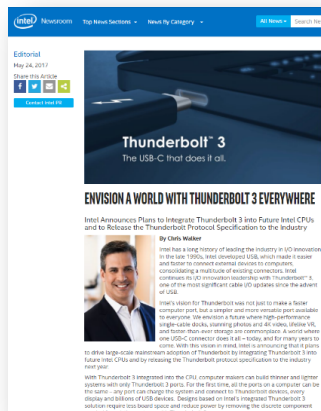 intel Newsroom Top News Sections News By Category All News Search Ne
Editorial
May 24, 2017
Share this Article
Contact Intel PR
Thunderbolt™ 3
The USB-C that does it all.
ENVISION A WORLD WITH THUNDERBOLT 3 EVERYWHERE
Intel Announces Plans to Integrate Thunderbolt 3 into Future Intel CPUs
and to Release the Thunderbolt Protocol Specification to the Industry
By Chris Walker
Intel has a long history of leading the industry in I/O innovation.
In the late 1990s, Intel developed USB, which made it easier
and faster to connect external devices to computers,
consolidating a multitude of existing connectors. Intel
continues its I/O innovation leadership with Thunderbolt™ 3,
one of the most significant cable I/O updates since the advent
of USB.
Intel's vision for Thunderbolt was not just to make a faster
computer port, but a simpler and more versatile port available
to everyone. We envision a future where high-performance
single-cable docks, stunning photos and 4K video, lifelike VR,
and faster-than-ever storage are commonplace. A world where
one USB-C connector does it all – today, and for many years to
come. With this vision in mind, Intel is announcing that it plans
to drive large-scale mainstream adoption of Thunderbolt by integrating Thunderbolt 3 into
future Intel CPUs and by releasing the Thunderbolt protocol specification to the industry
next year.
With Thunderbolt 3 integrated into the CPU, computer makers can build thinner and lighter
systems with only Thunderbolt 3 ports. For the first time, all the ports on a computer can be
the same – any port can charge the system and connect to Thunderbolt devices, every
display and billions of USB devices. Designs based on Intel's integrated Thunderbolt 3
solution require less board space and reduce power by removing the discrete component